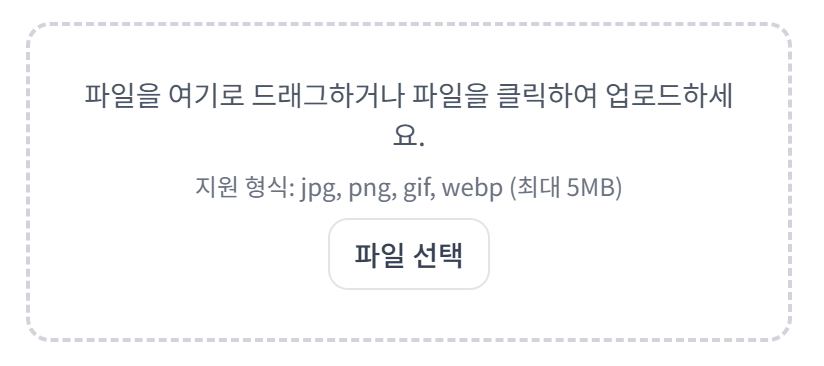 파일을 여기로 드래그하거나 파일을 클릭하여 업로드하세
요.
지원 형식: jpg, png, gif, webp (최대 5MB)
파일 선택